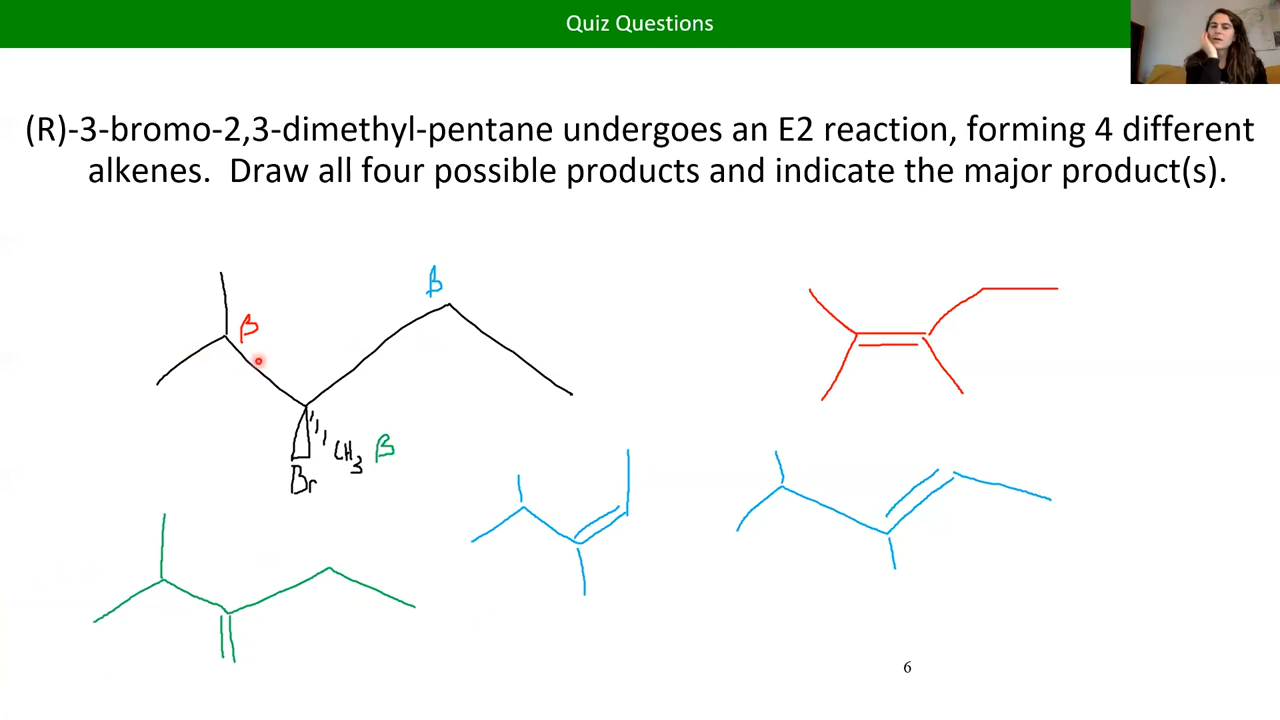 Quiz Questions
(R)-3-bromo-2,3-dimethyl-pentane undergoes an E2 reaction, forming 4 different
alkenes. Draw all four possible products and indicate the major product(s).
β
β
CH3 β
Br
6